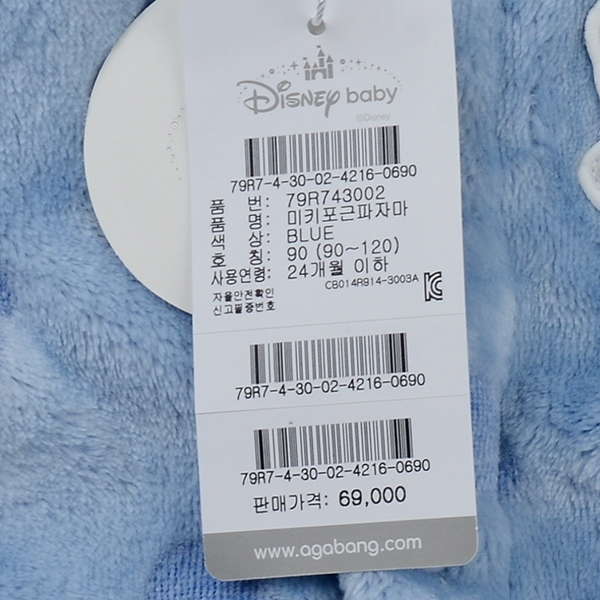 Disney baby
©Disney
79R7-4-30-02-4216-0690
품 번: 79R743002
품 명: 미키포근파자마
색 상: BLUE
호 칭: 90 (90~120)
사용연령: 24개월 이하
자율안전확인
신고필증번호
CB014R914-3003A
79R7-4-30-02-4216-0690
79R7-4-30-02-4216-0690
판매가격: 69,000
www.agabang.com